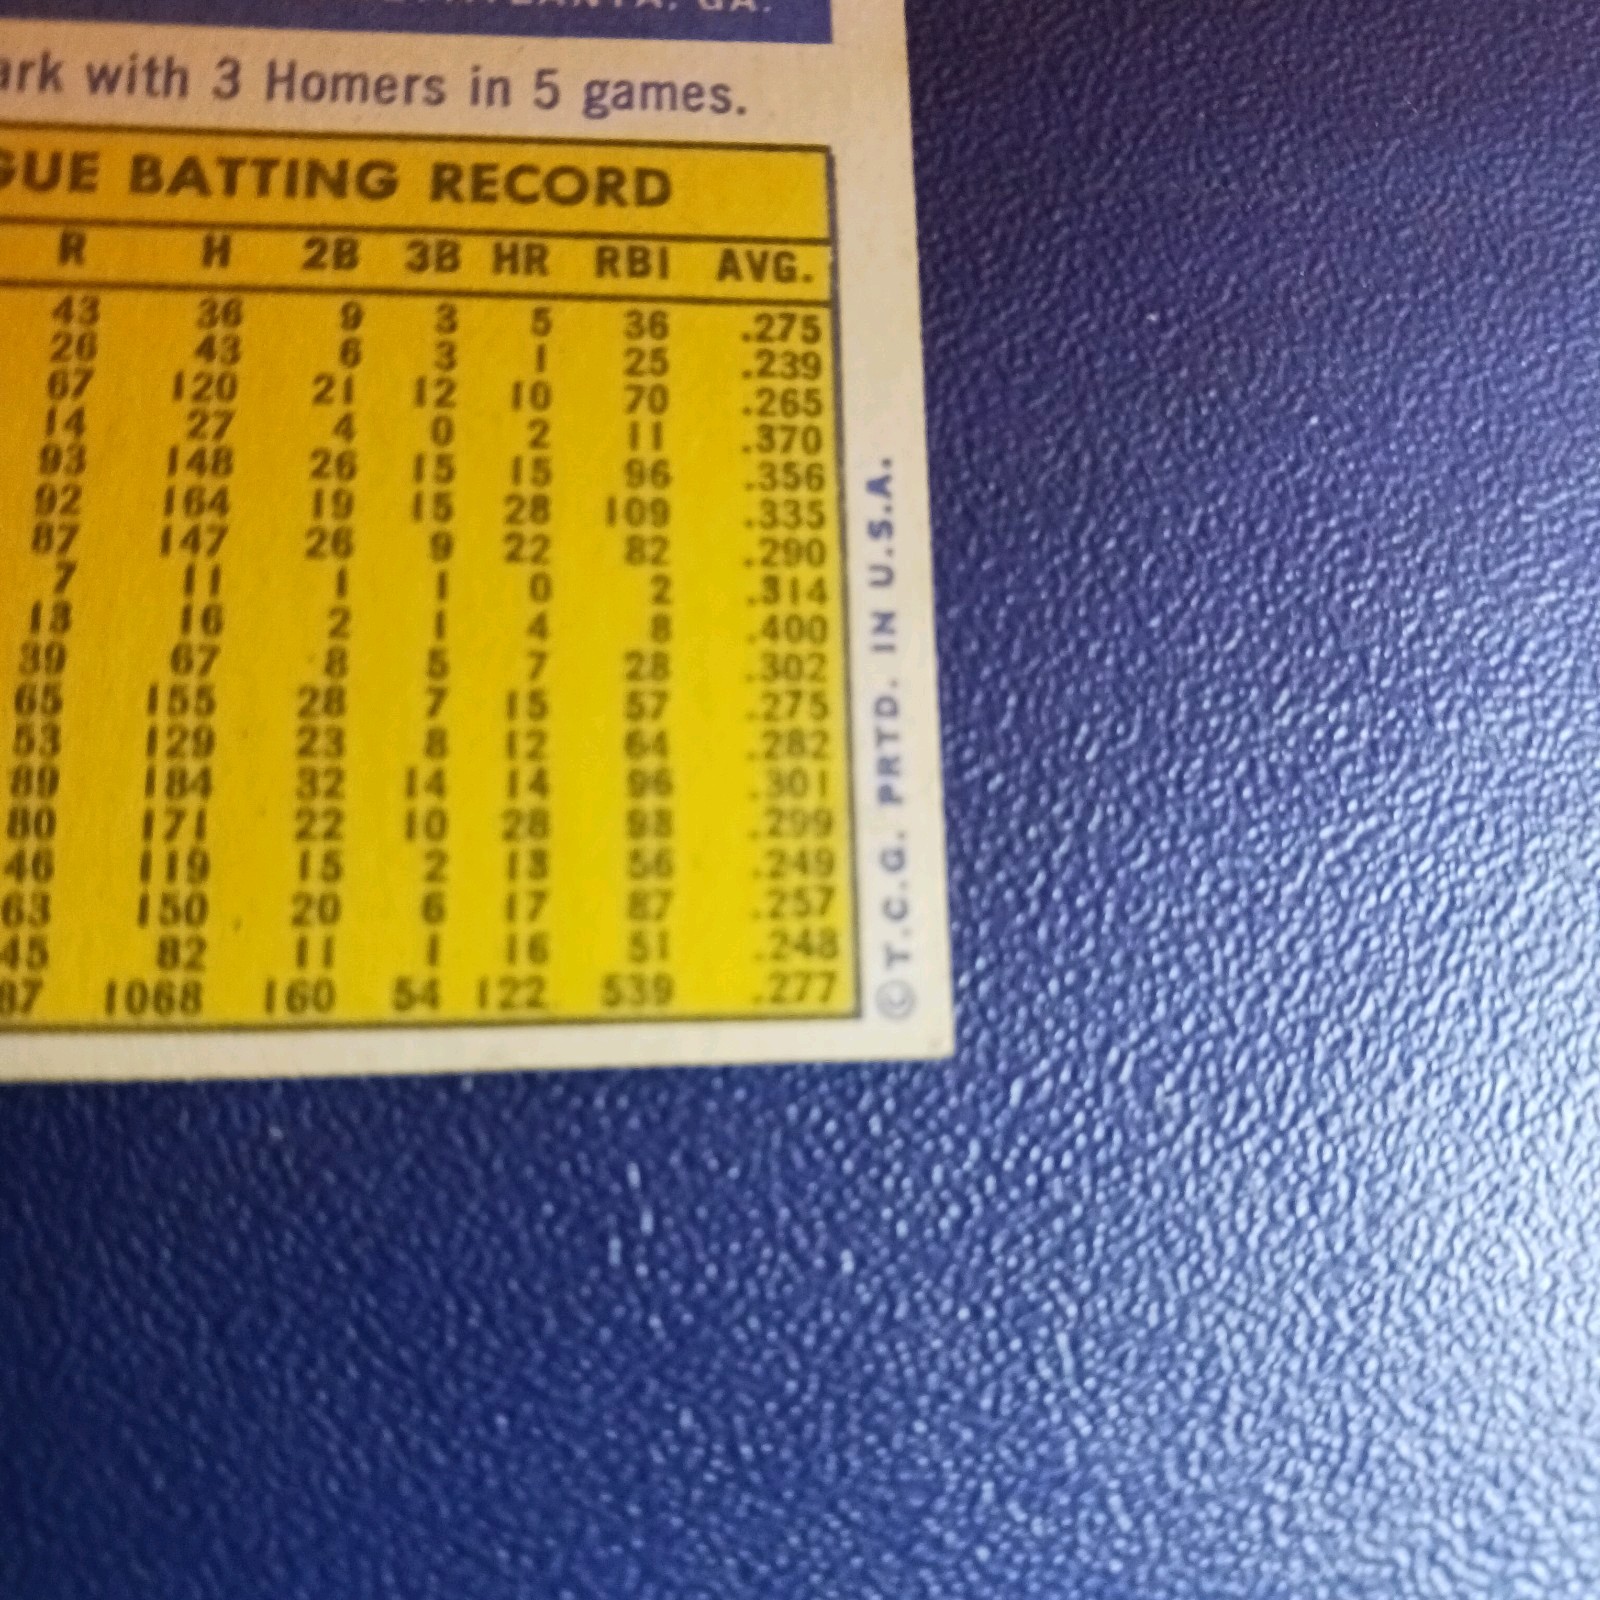 ATLANTA, GA.
ark with 3 Homers in 5 games.
GUE BATTING RECORD
R H 2B 3B HR RBI AVG.
43 36 9 3 5 36 .275
26 43 6 3 1 25 .239
67 120 21 12 10 70 .265
14 27 4 0 2 11 .370
93 148 26 15 15 96 .356
92 164 19 15 28 109 .335
87 147 26 9 22 82 .290
7 11 1 1 0 2 .314
13 16 2 1 4 8 .400
39 67 8 5 7 28 .302
65 155 28 7 15 57 .275
53 129 23 8 12 64 .282
89 184 32 14 14 96 .301
80 171 22 10 28 93 .299
46 119 15 2 13 56 .249
63 150 20 6 17 87 .257
45 82 11 1 16 51 .248
87 1068 160 54 122 539 .277
©T.C.G. PRTD. IN U.S.A.